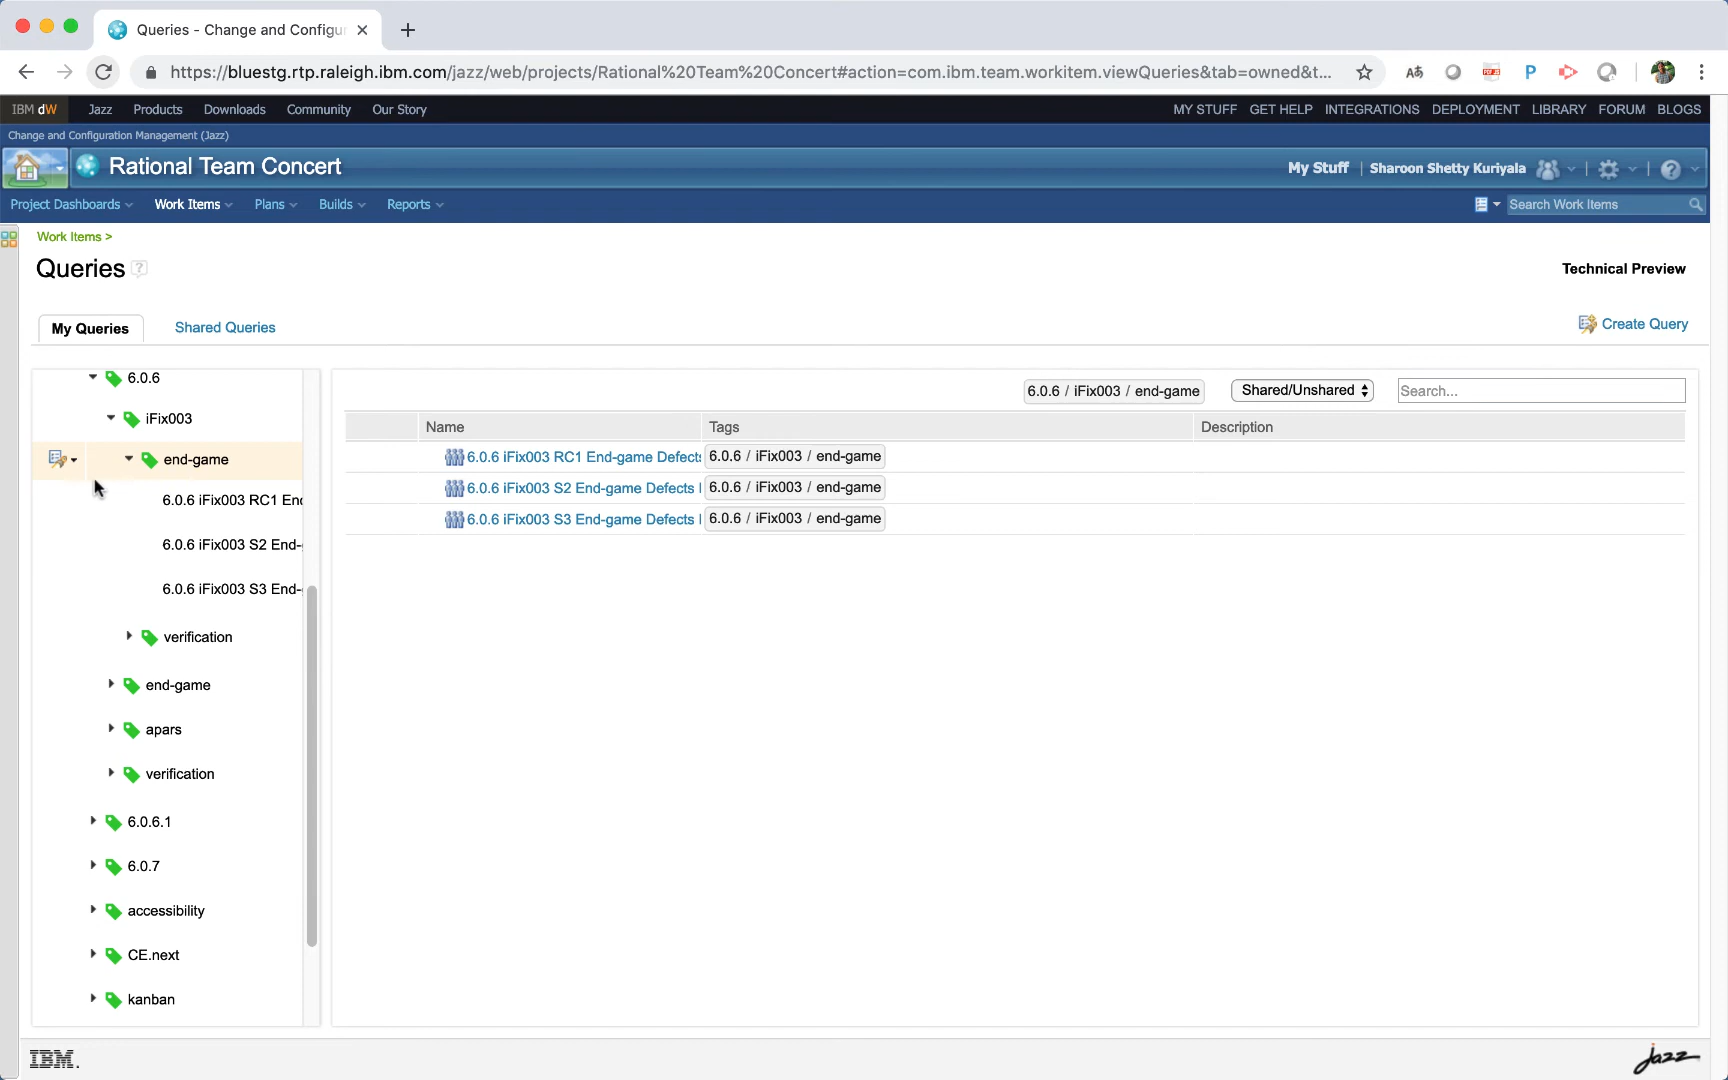 Queries - Change and Configur
https://bluestg.rtp.raleigh.ibm.com/jazz/web/projects/Rational%20Team%20Concert#action=com.ibm.team.workitem.viewQueries&tab=owned&t...
IBM dW Jazz Products Downloads Community Our Story MY STUFF GET HELP INTEGRATIONS DEPLOYMENT LIBRARY FORUM BLOGS
Change and Configuration Management (Jazz)
Rational Team Concert My Stuff | Sharoon Shetty Kuriyala
Project Dashboards Work Items Plans Builds Reports Search Work Items
Work Items >
Queries ? Technical Preview
My Queries Shared Queries Create Query
6.0.6
iFix003
end-game
6.0.6 iFix003 RC1 End
6.0.6 iFix003 S2 End-
6.0.6 iFix003 S3 End-
verification
end-game
apars
verification
6.0.6.1
6.0.7
accessibility
CE.next
kanban
6.0.6 / iFix003 / end-game Shared/Unshared Search...
Name Tags Description
6.0.6 iFix003 RC1 End-game Defects 6.0.6 / iFix003 / end-game
6.0.6 iFix003 S2 End-game Defects 6.0.6 / iFix003 / end-game
6.0.6 iFix003 S3 End-game Defects 6.0.6 / iFix003 / end-game
IBM. jazz